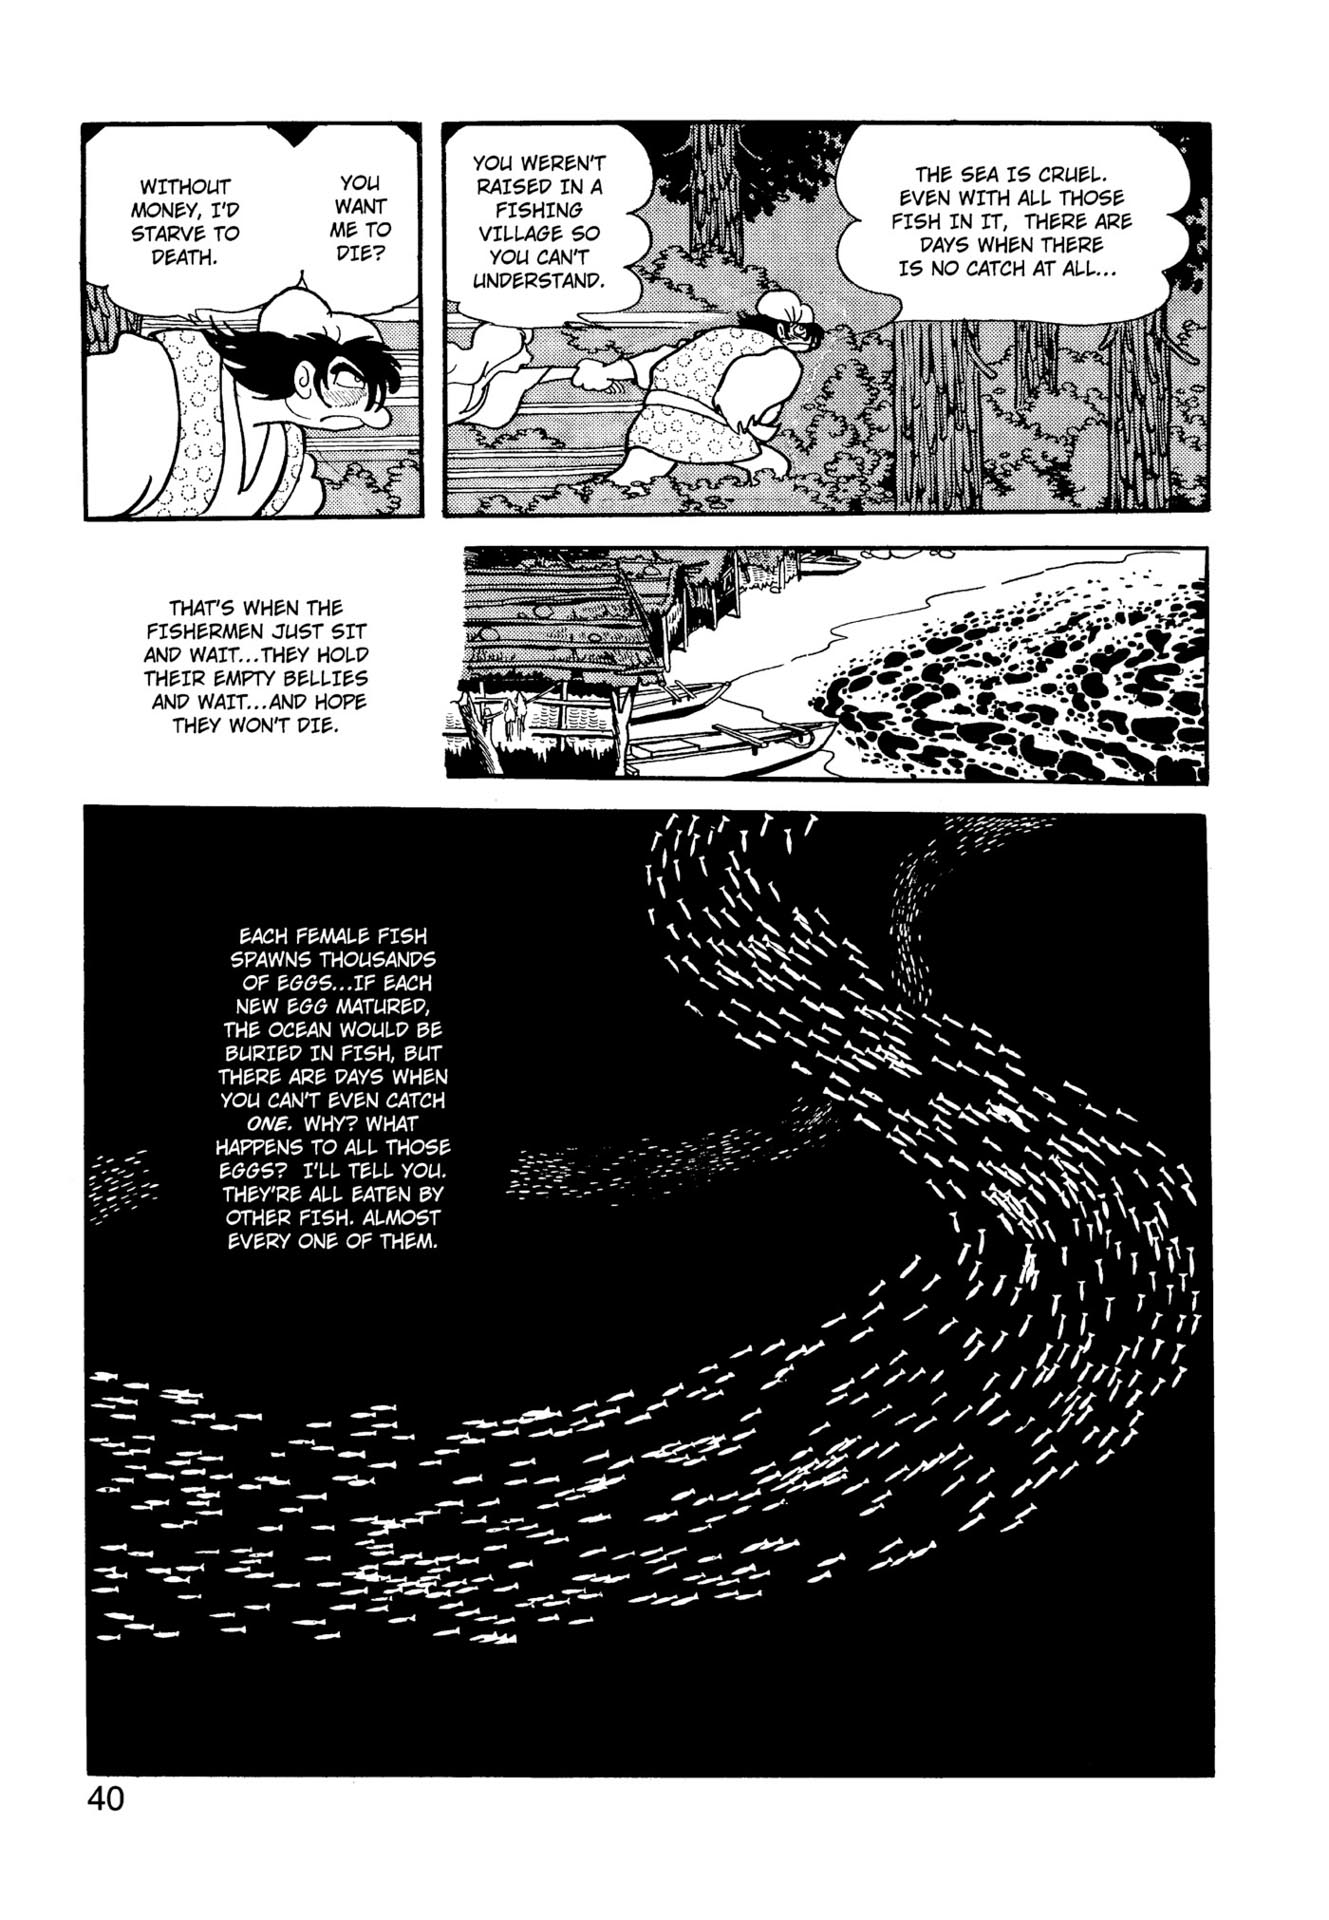 WITHOUT
MONEY, I'D
STARVE TO
DEATH.
YOU
WANT
ME TO
DIE?
YOU WEREN'T
RAISED IN A
FISHING
VILLAGE SO
YOU CAN'T
UNDERSTAND.
THE SEA IS CRUEL.
EVEN WITH ALL THOSE
FISH IN IT, THERE ARE
DAYS WHEN THERE
IS NO CATCH AT ALL...
THAT'S WHEN THE
FISHERMEN JUST SIT
AND WAIT...THEY HOLD
THEIR EMPTY BELLIES
AND WAIT...AND HOPE
THEY WON'T DIE.
EACH FEMALE FISH
SPAWNS THOUSANDS
OF EGGS...IF EACH
NEW EGG MATURED,
THE OCEAN WOULD BE
BURIED IN FISH, BUT
THERE ARE DAYS WHEN
YOU CAN'T EVEN CATCH
ONE. WHY? WHAT
HAPPENS TO ALL THOSE
EGGS? I'LL TELL YOU.
THEY'RE ALL EATEN BY
OTHER FISH. ALMOST
EVERY ONE OF THEM.
40